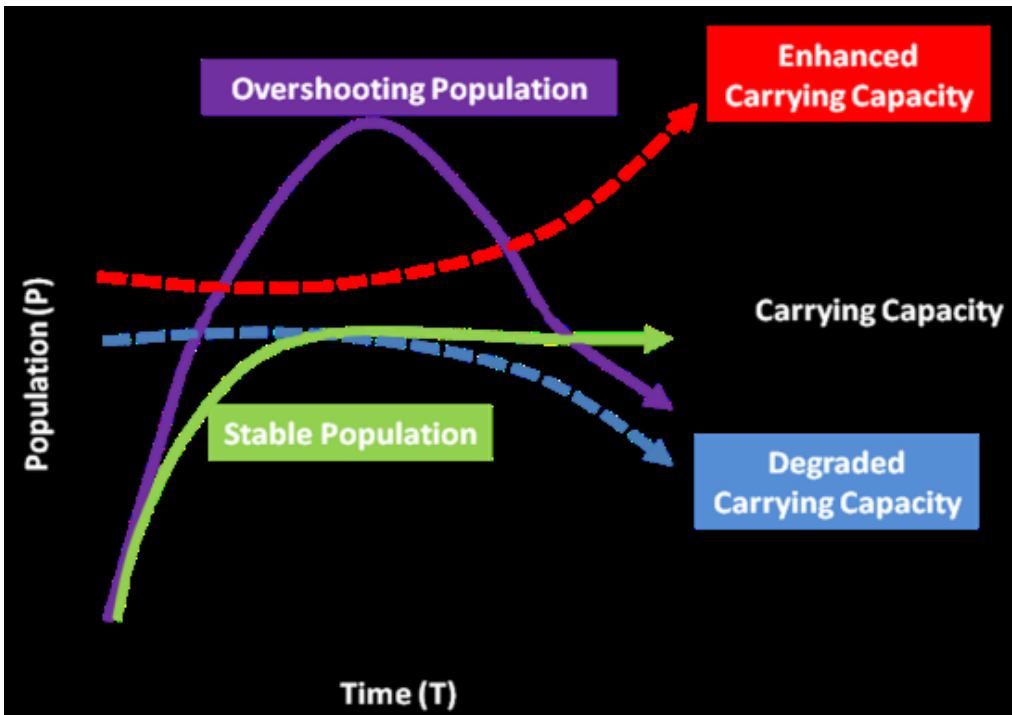 Enhanced
Carrying Capacity
Overshooting Population
Carrying Capacity
Population (P)
Stable Population
Degraded
Carrying Capacity
Time (T)